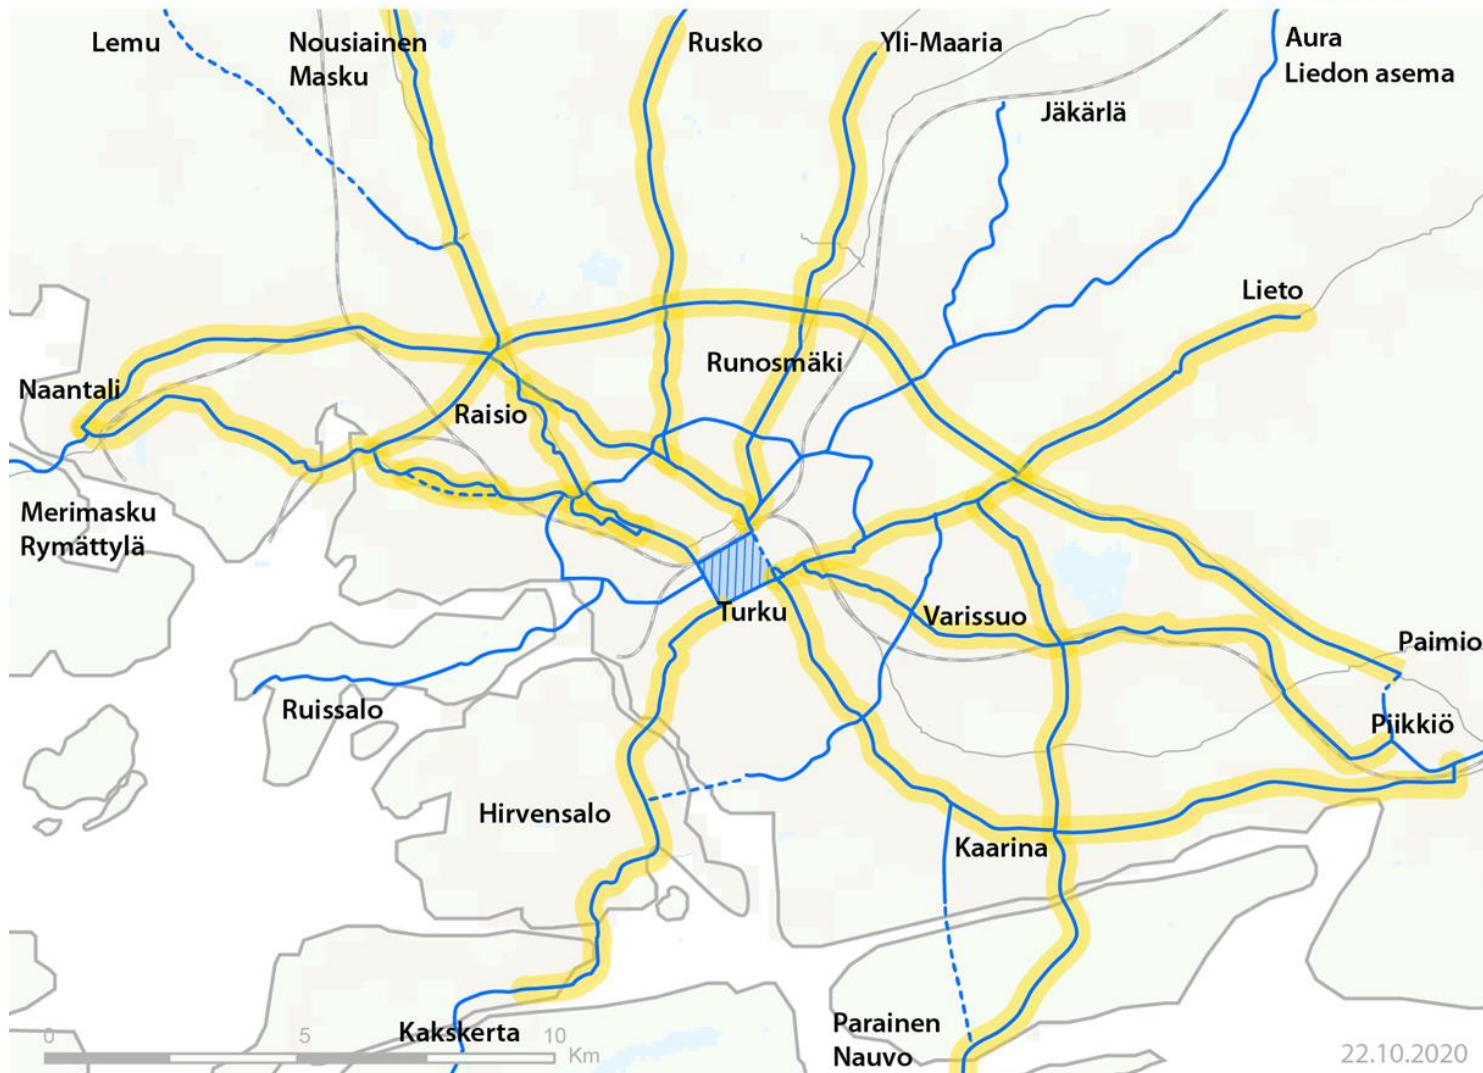 Lemu
Nousiainen
Masku
Rusko
Yli-Maaria
Aura
Liedon asema
Jäkärlä
Lieto
Naantali
Runosmäki
Raisio
Merimasku
Rymättylä
Turku
Varissuo
Paimio
Ruissalo
Piikkiö
Hirvensalo
Kaarina
Kakskerta
Parainen
Nauvo
0 5 10
Km
22.10.2020